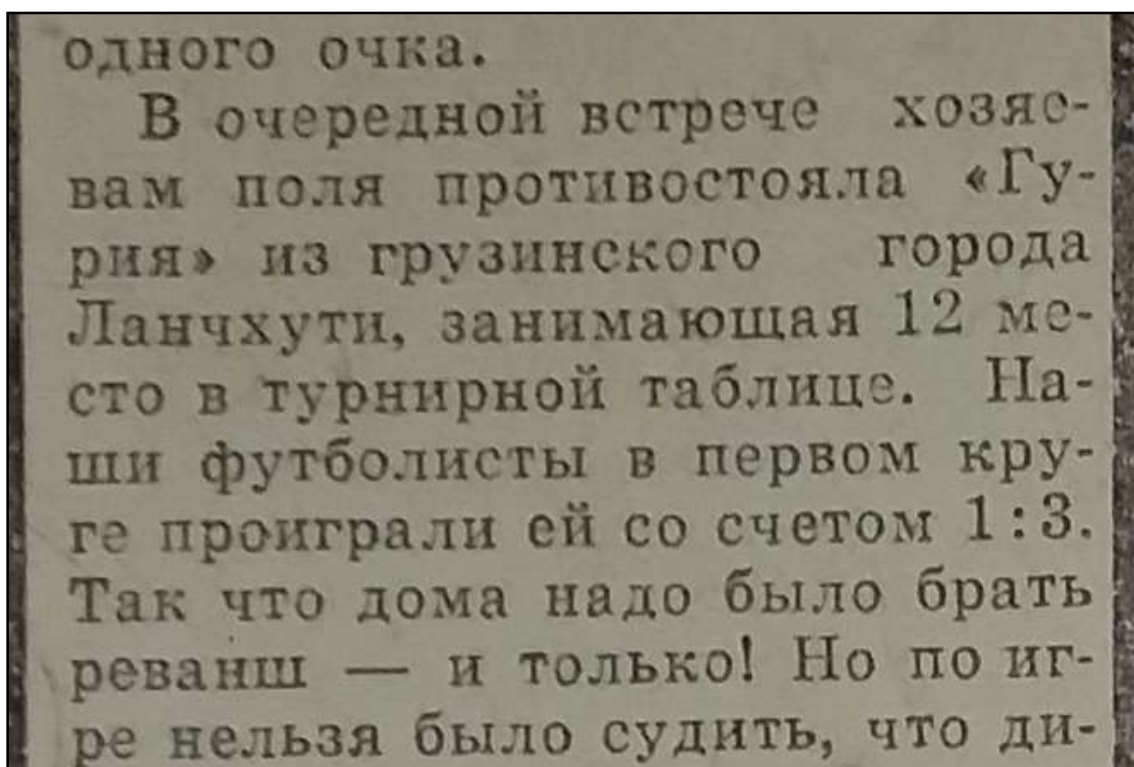 одного очка.
В очередной встрече хозяе-
вам поля противостояла «Гу-
рия» из грузинского города
Ланчхути, занимающая 12 ме-
сто в турнирной таблице. На-
ши футболисты в первом кру-
ге проиграли ей со счетом 1:3.
Так что дома надо было брать
реванш — и только! Но по иг-
ре нельзя было судить, что ди-